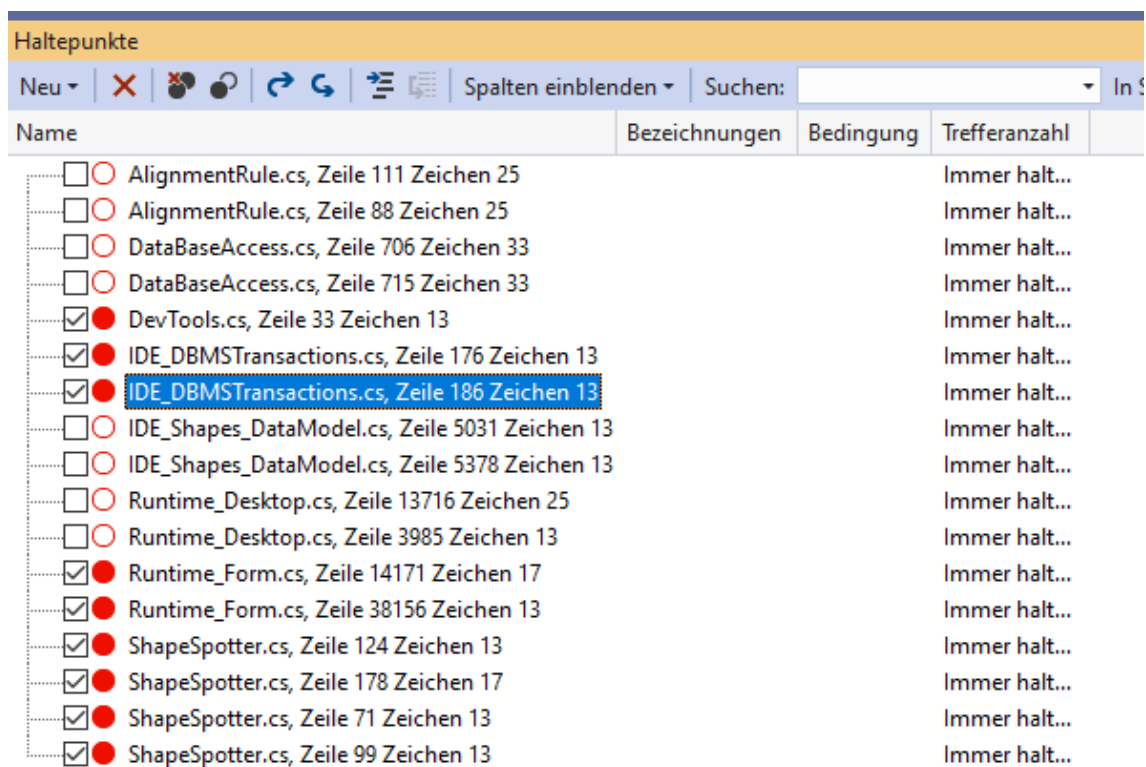 Haltepunkte
Neu Spalten einblenden Suchen: In S
Name Bezeichnungen Bedingung Trefferanzahl
AlignmentRule.cs, Zeile 111 Zeichen 25 Immer halt...
AlignmentRule.cs, Zeile 88 Zeichen 25 Immer halt...
DataBaseAccess.cs, Zeile 706 Zeichen 33 Immer halt...
DataBaseAccess.cs, Zeile 715 Zeichen 33 Immer halt...
DevTools.cs, Zeile 33 Zeichen 13 Immer halt...
IDE_DBMSTransactions.cs, Zeile 176 Zeichen 13 Immer halt...
IDE_DBMSTransactions.cs, Zeile 186 Zeichen 13 Immer halt...
IDE_Shapes_DataModel.cs, Zeile 5031 Zeichen 13 Immer halt...
IDE_Shapes_DataModel.cs, Zeile 5378 Zeichen 13 Immer halt...
Runtime_Desktop.cs, Zeile 13716 Zeichen 25 Immer halt...
Runtime_Desktop.cs, Zeile 3985 Zeichen 13 Immer halt...
Runtime_Form.cs, Zeile 14171 Zeichen 17 Immer halt...
Runtime_Form.cs, Zeile 38156 Zeichen 13 Immer halt...
ShapeSpotter.cs, Zeile 124 Zeichen 13 Immer halt...
ShapeSpotter.cs, Zeile 178 Zeichen 17 Immer halt...
ShapeSpotter.cs, Zeile 71 Zeichen 13 Immer halt...
ShapeSpotter.cs, Zeile 99 Zeichen 13 Immer halt...